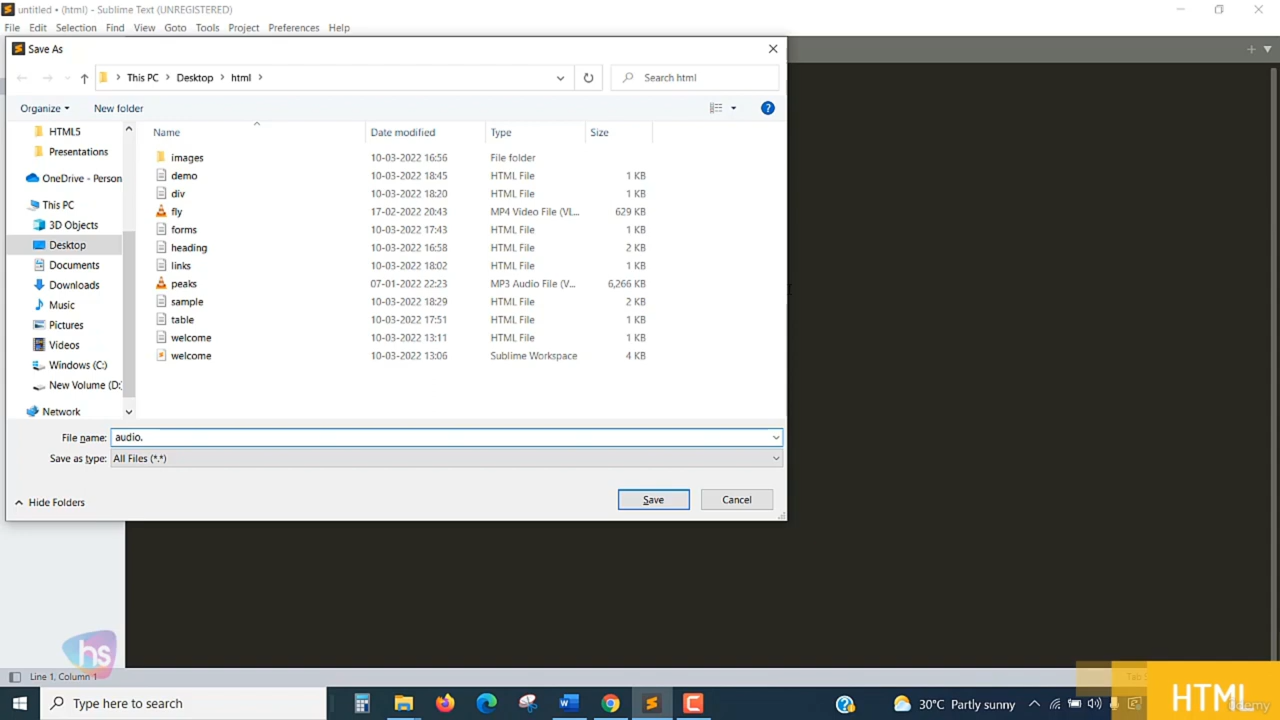 untitled • (html) - Sublime Text (UNREGISTERED)
File Edit Selection Find View Goto Tools Project Preferences Help
Save As
This PC > Desktop > html >
Search html
Organize New folder
Name Date modified Type Size
HTML5
Presentations
OneDrive - Person
This PC
3D Objects
Desktop
Documents
Downloads
Music
Pictures
Videos
Windows (C:)
New Volume (D:
Network
images 10-03-2022 16:56 File folder
demo 10-03-2022 18:45 HTML File 1 KB
div 10-03-2022 18:20 HTML File 1 KB
fly 17-02-2022 20:43 MP4 Video File (VL... 629 KB
forms 10-03-2022 17:43 HTML File 1 KB
heading 10-03-2022 16:58 HTML File 2 KB
links 10-03-2022 18:02 HTML File 1 KB
peaks 07-01-2022 22:23 MP3 Audio File (V... 6,266 KB
sample 10-03-2022 18:29 HTML File 2 KB
table 10-03-2022 17:51 HTML File 1 KB
welcome 10-03-2022 13:11 HTML File 1 KB
welcome 10-03-2022 13:06 Sublime Workspace 4 KB
File name: audio.
Save as type: All Files (*.*)
Hide Folders
Save Cancel
hs
Line 1, Column 1
Tab S
Type here to search
30°C Partly sunny
HTML
Udemy